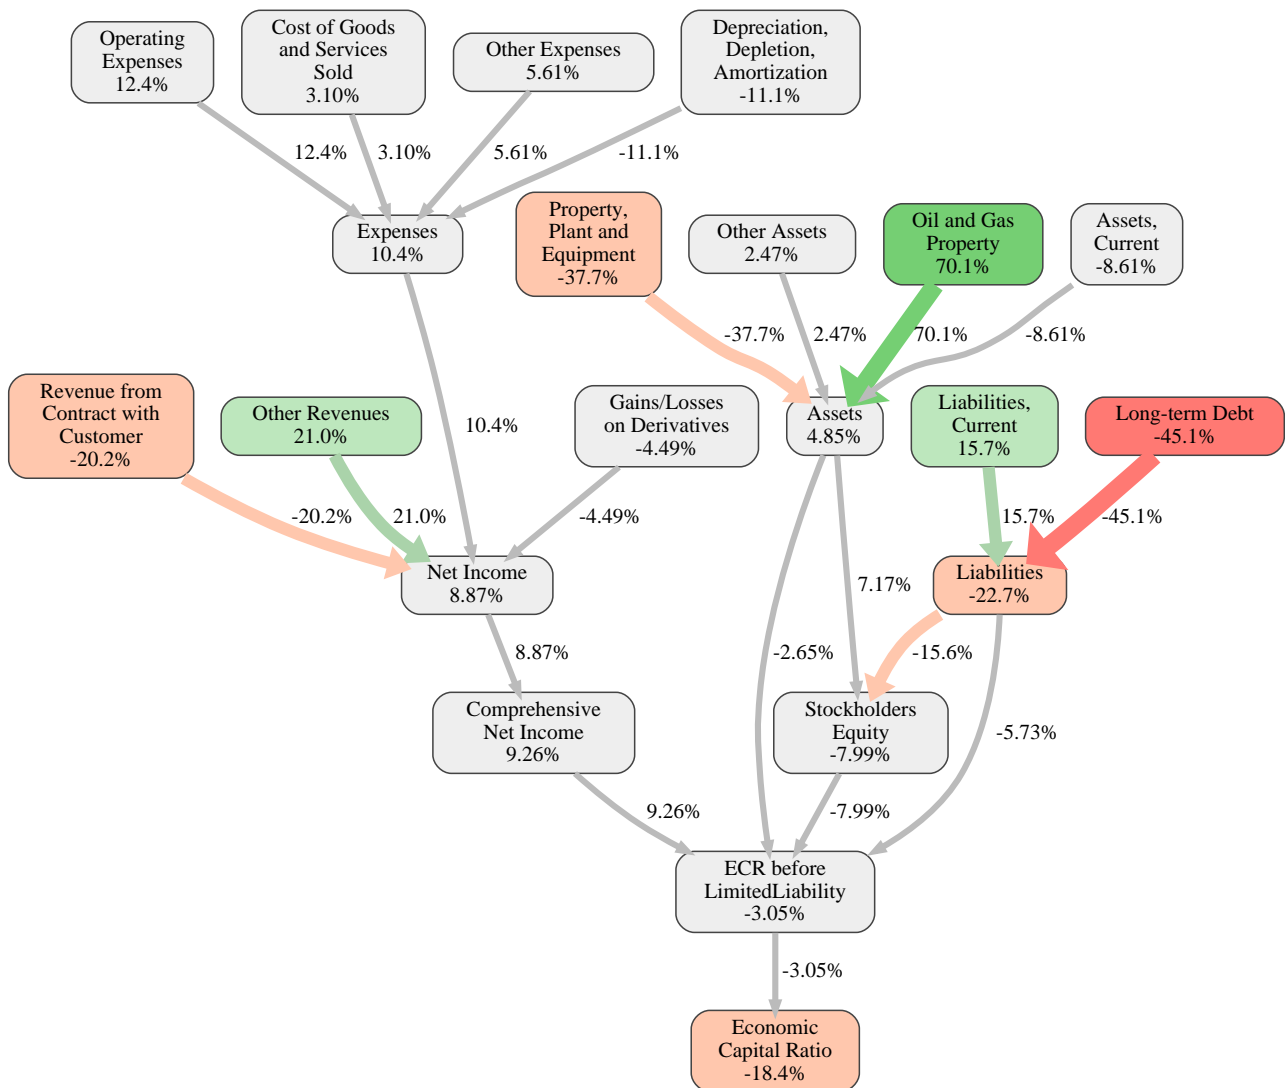 Operating
Expenses
12.4%
Cost of Goods
and Services
Sold
3.10%
Other Expenses
5.61%
Depreciation,
Depletion,
Amortization
-11.1%
12.4%
3.10%
5.61%
-11.1%
Expenses
10.4%
Property,
Plant and
Equipment
-37.7%
Other Assets
2.47%
Oil and Gas
Property
70.1%
Assets,
Current
-8.61%
-37.7%
2.47%
70.1%
-8.61%
Revenue from
Contract with
Customer
-20.2%
Other Revenues
21.0%
10.4%
Gains/Losses
on Derivatives
-4.49%
Assets
4.85%
Liabilities,
Current
15.7%
Long-term Debt
-45.1%
-20.2%
21.0%
-4.49%
15.7%
-45.1%
Net Income
8.87%
7.17%
Liabilities
-22.7%
8.87%
-2.65%
-15.6%
Comprehensive
Net Income
9.26%
Stockholders
Equity
-7.99%
-5.73%
9.26%
-7.99%
ECR before
LimitedLiability
-3.05%
-3.05%
Economic
Capital Ratio
-18.4%